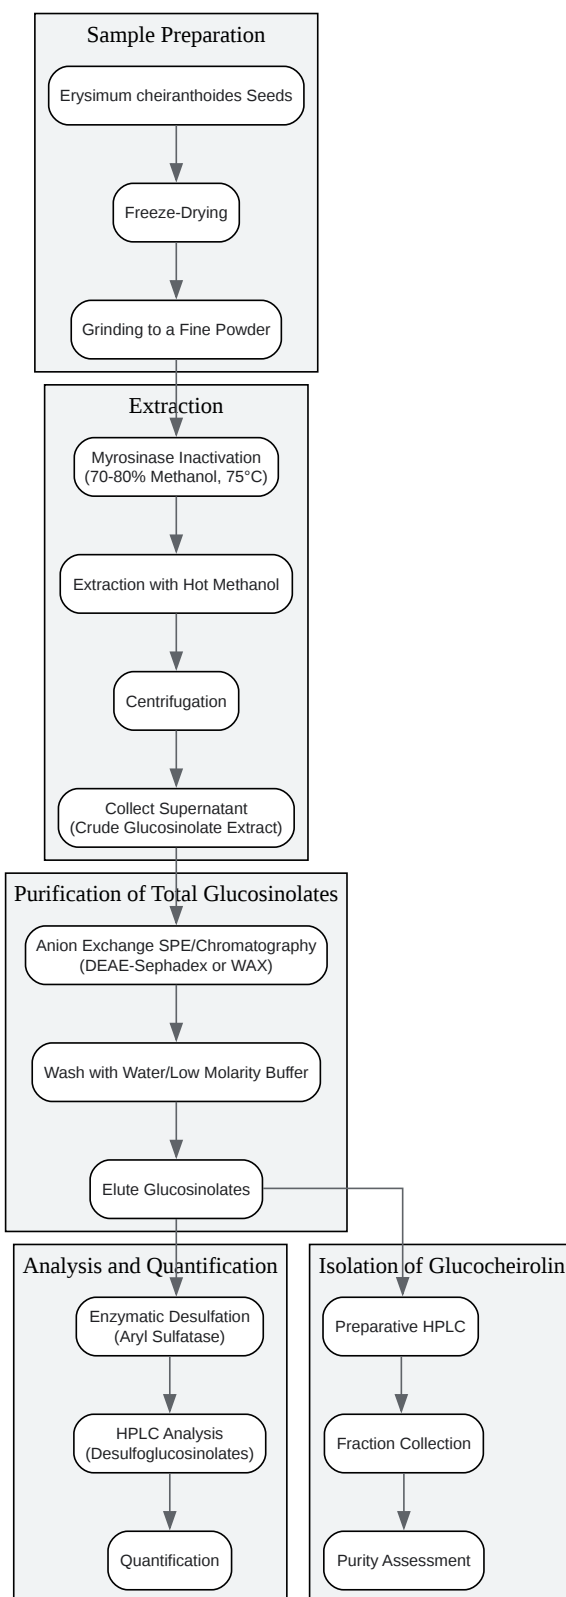 Sample Preparation
Erysimum cheiranthoides Seeds
Freeze-Drying
Grinding to a Fine Powder
Extraction
Myrosinase Inactivation
(70-80% Methanol, 75°C)
Extraction with Hot Methanol
Centrifugation
Collect Supernatant
(Crude Glucosinolate Extract)
Purification of Total Glucosinolates
Anion Exchange SPE/Chromatography
(DEAE-Sephadex or WAX)
Wash with Water/Low Molarity Buffer
Elute Glucosinolates
Analysis and Quantification
Enzymatic Desulfation
(Aryl Sulfatase)
HPLC Analysis
(Desulfoglucosinolates)
Quantification
Isolation of Glucocheirolin
Preparative HPLC
Fraction Collection
Purity Assessment